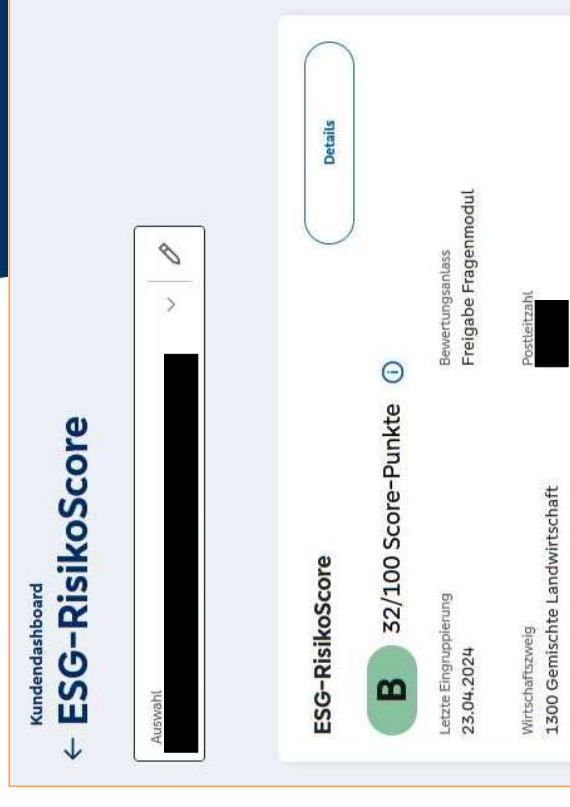 Kundendashboard
← ESG-RisikoScore
Auswahl
ESG-RisikoScore
Details
B 32/100 Score-Punkte
Letzte Eingruppierung
23.04.2024
Bewertungsanlass
Freigabe Fragenmodul
Wirtschaftszweig
1300 Gemischte Landwirtschaft
Postleitzahl